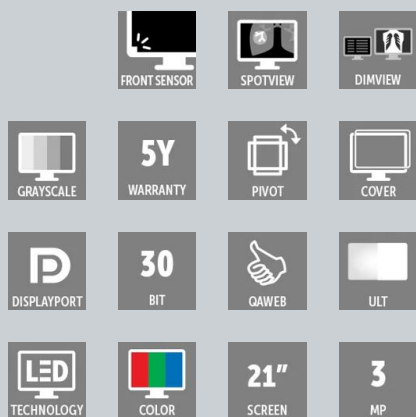 FRONT SENSOR
SPOTVIEW
DIMVIEW
GRAYSCALE
5Y
WARRANTY
PIVOT
COVER
D
DISPLAYPORT
30
BIT
QAWEB
ULT
LED
TECHNOLOGY
COLOR
21"
SCREEN
3
MP